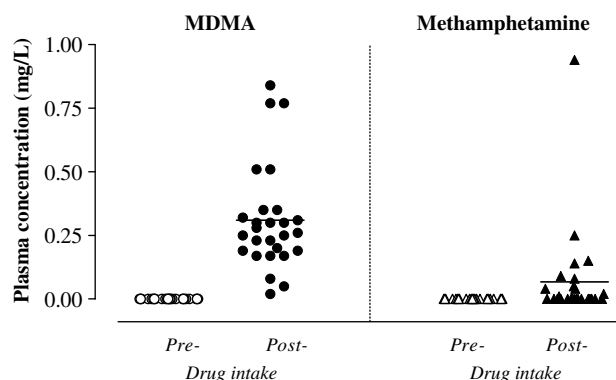 MDMA Methamphetamine
Plasma concentration (mg/L)
1.00
0.75
0.50
0.25
0.00
Pre- Post- Pre- Post-
Drug intake Drug intake